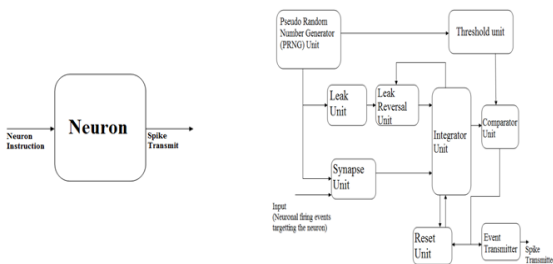 Neuron
Neuron
Instruction
Spike
Transmit
Pseudo Random
Number Generator
(PRNG) Unit
Threshold unit
Leak
Unit
Leak
Reversal
Unit
Integrator
Unit
Comparator
Unit
Synapse
Unit
Input
(Neuronal firing events
targetting the neuron)
Reset
Unit
Event
Transmitter
Spike
Transmitte